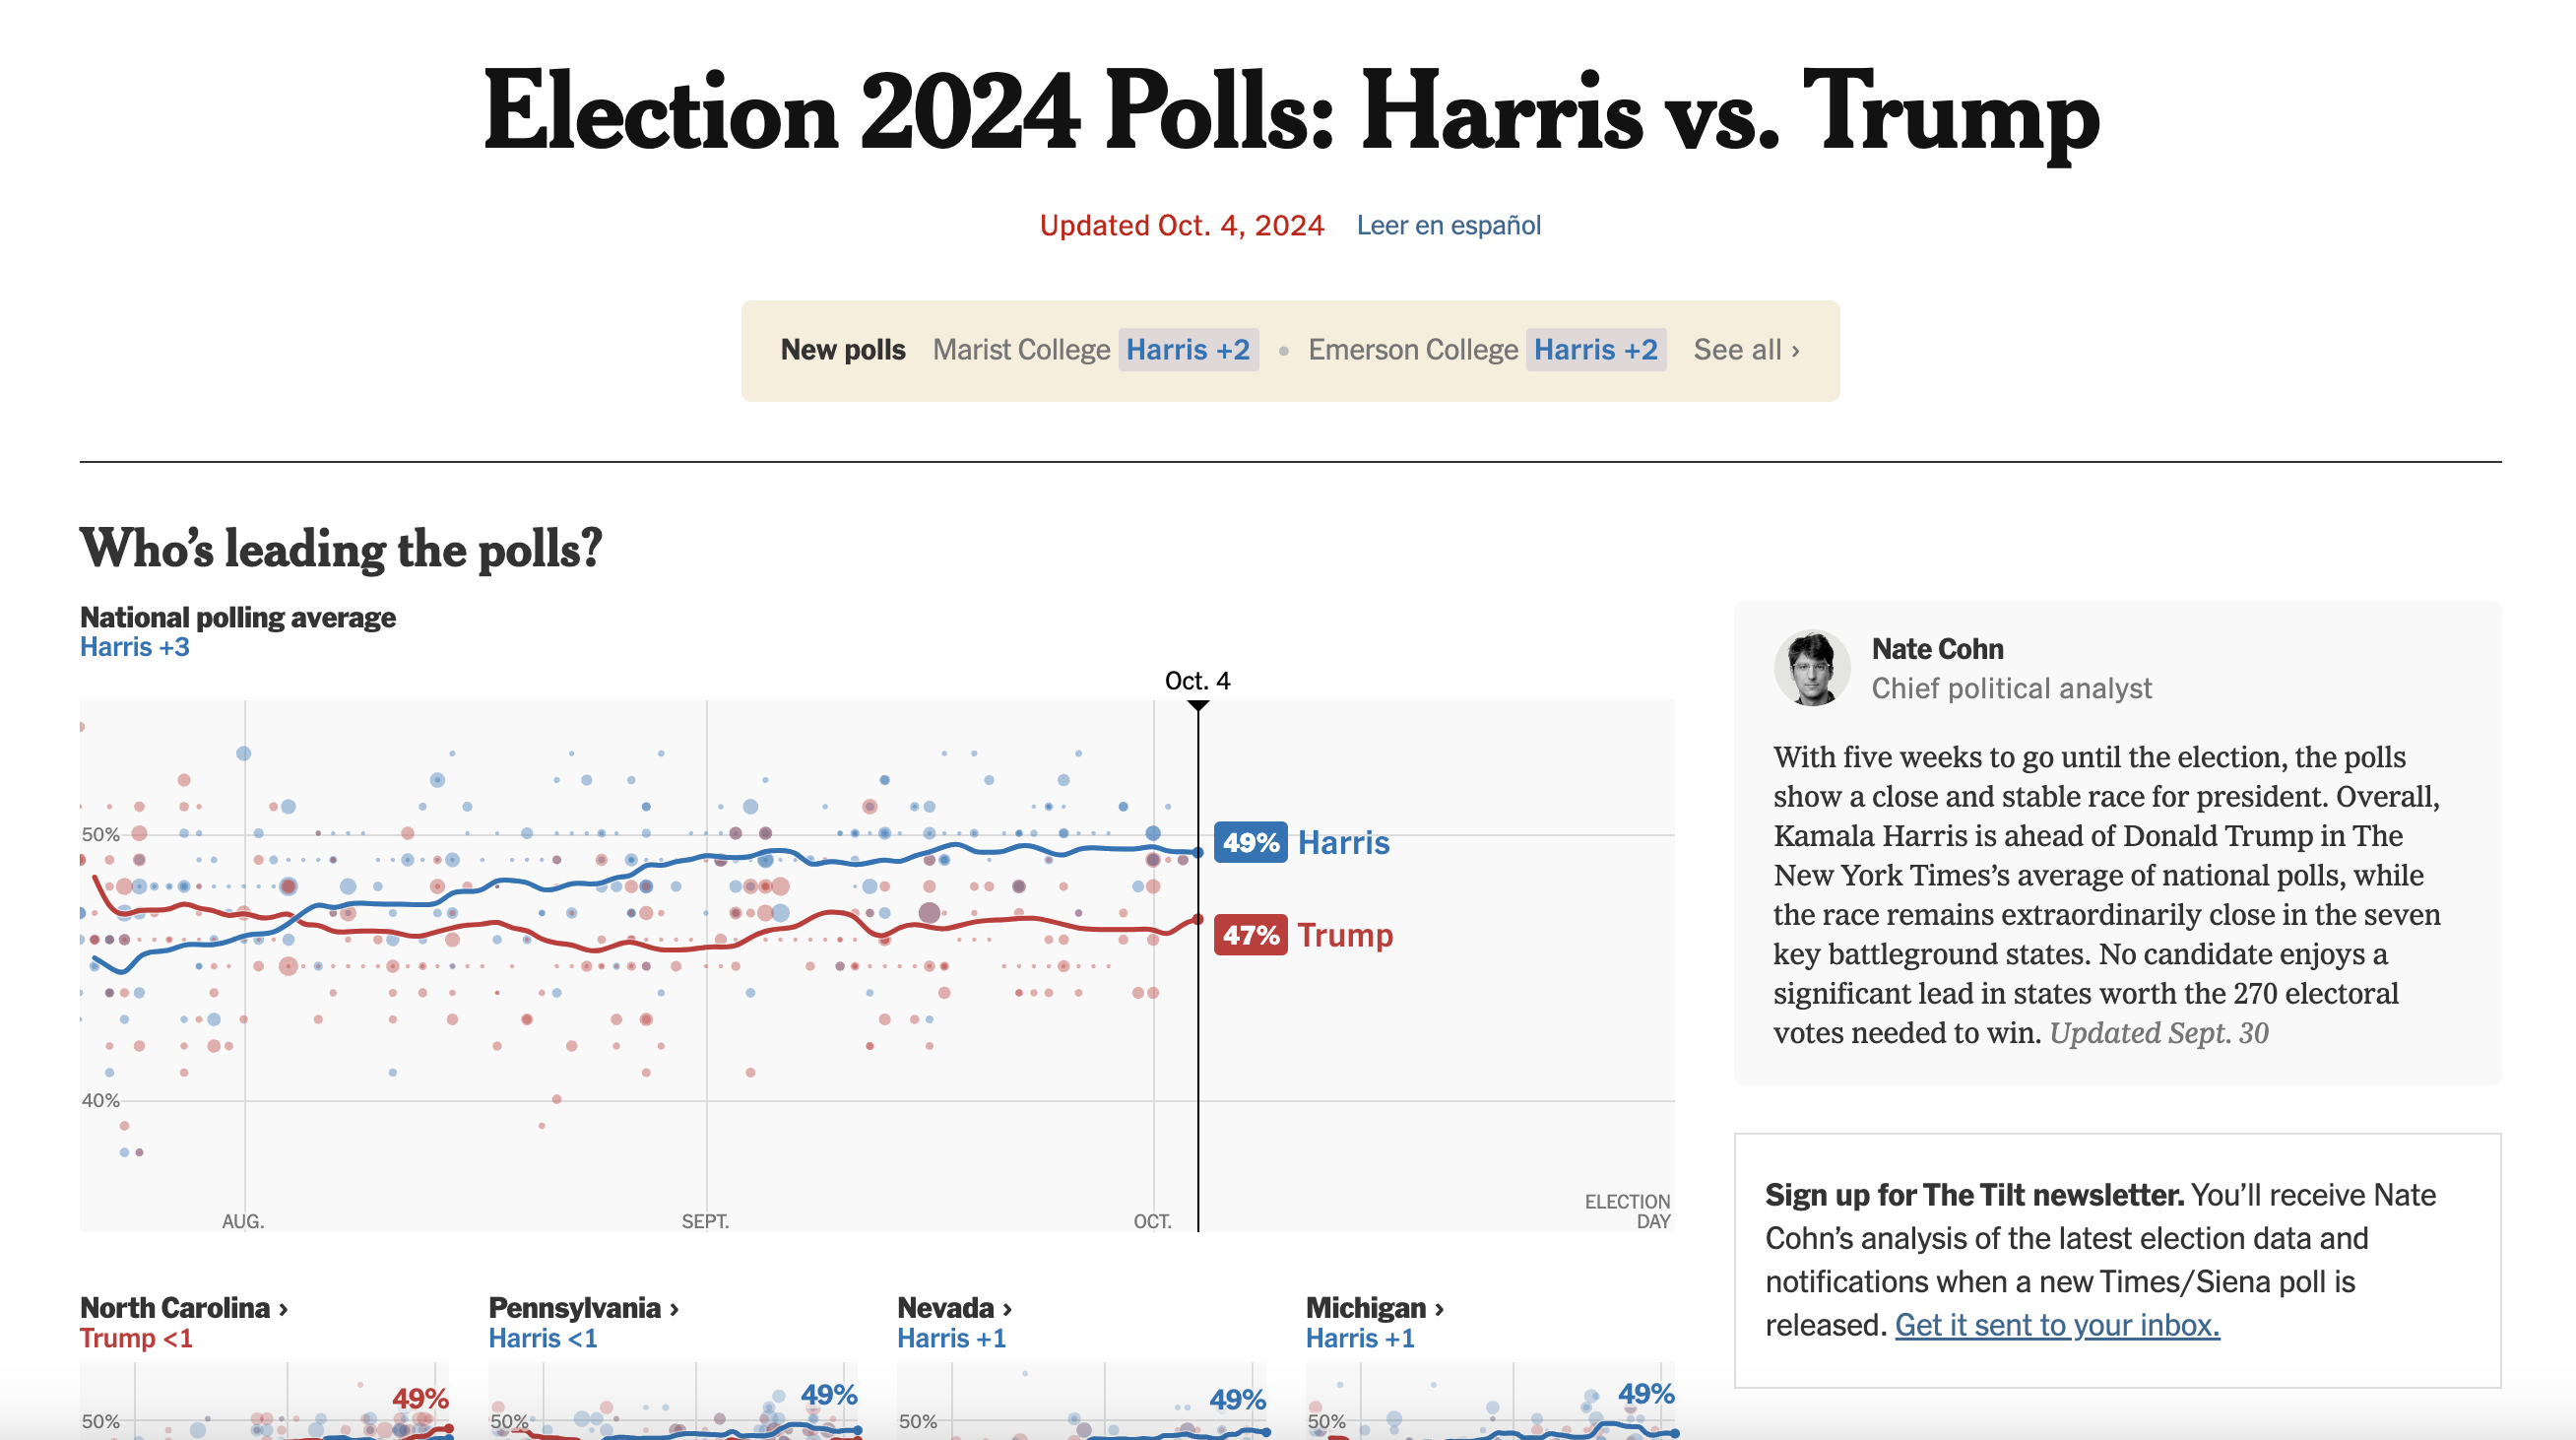 Election 2024 Polls: Harris vs. Trump
Updated Oct. 4, 2024 Leer en español
New polls Marist College Harris +2 • Emerson College Harris +2 See all ›
Who’s leading the polls?
National polling average
Harris +3
Oct. 4
50%
49% Harris
47% Trump
40%
AUG.
SEPT.
OCT.
ELECTION
DAY
Nate Cohn
Chief political analyst
With five weeks to go until the election, the polls
show a close and stable race for president. Overall,
Kamala Harris is ahead of Donald Trump in The
New York Times’s average of national polls, while
the race remains extraordinarily close in the seven
key battleground states. No candidate enjoys a
significant lead in states worth the 270 electoral
votes needed to win. Updated Sept. 30
Sign up for The Tilt newsletter. You’ll receive Nate
Cohn’s analysis of the latest election data and
notifications when a new Times/Siena poll is
released. Get it sent to your inbox.
North Carolina ›
Trump <1
49%
50%
Pennsylvania ›
Harris <1
49%
50%
Nevada ›
Harris +1
49%
50%
Michigan ›
Harris +1
49%
50%